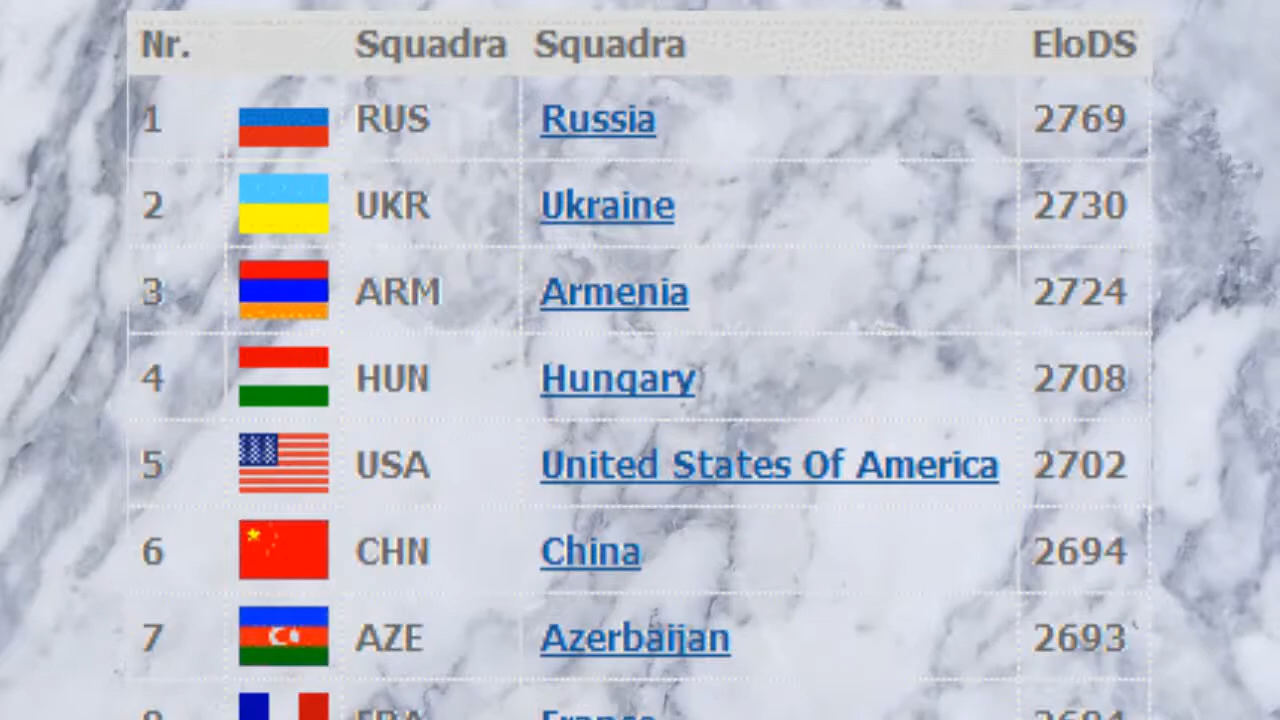 Nr. Squadra Squadra EloDS
1 RUS Russia 2769
2 UKR Ukraine 2730
3 ARM Armenia 2724
4 HUN Hungary 2708
5 USA United States Of America 2702
6 CHN China 2694
7 AZE Azerbaijan 2693